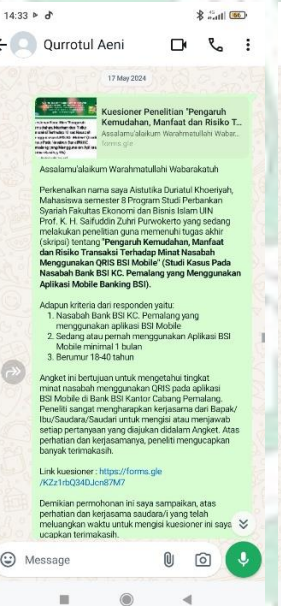 14:33
66
Qurrotul Aeni
17 May 2024
Kuesioner Penelitian "Pengaruh
Kemudahan, Manfaat dan Risiko T...
Assalamu'alaikum Warahmatullahi Wabar...
forms.gle
Assalamu'alaikum Warahmatullahi Wabarakatuh
Perkenalkan nama saya Aistutika Duriatul Khoeriyah,
Mahasiswa semester 8 Program Studi Perbankan
Syariah Fakultas Ekonomi dan Bisnis Islam UIN
Prof. K. H. Saifuddin Zuhri Purwokerto yang sedang
melakukan penelitian guna memenuhi tugas akhir
(skripsi) tentang "Pengaruh Kemudahan, Manfaat
dan Risiko Transaksi Terhadap Minat Nasabah
Menggunakan QRIS BSI Mobile" (Studi Kasus Pada
Nasabah Bank BSI KC. Pemalang yang Menggunakan
Aplikasi Mobile Banking BSI).
Adapun kriteria dari responden yaitu:
1. Nasabah Bank BSI KC. Pemalang yang
menggunakan aplikasi BSI Mobile
2. Sedang atau pernah menggunakan Aplikasi BSI
Mobile minimal 1 bulan
3. Berumur 18-40 tahun
Angket ini bertujuan untuk mengetahui tingkat
minat nasabah menggunakan QRIS pada aplikasi
BSI Mobile di Bank BSI Kantor Cabang Pemalang.
Peneliti sangat mengharapkan kerjasama dari Bapak/
Ibu/Saudara/Saudari untuk mengisi atau menjawab
setiap pertanyaan yang diajukan didalam Angket. Atas
perhatian dan kerjasamanya, peneliti mengucapkan
banyak terimakasih.
Link kuesioner : https://forms.gle
/KZz1rbQ34DJcn87M7
Demikian permohonan ini saya sampaikan, atas
perhatian dan kerjasama saudara/i yang telah
meluangkan waktu untuk mengisi kuesioner ini saya
ucapkan terimakasih.
Message